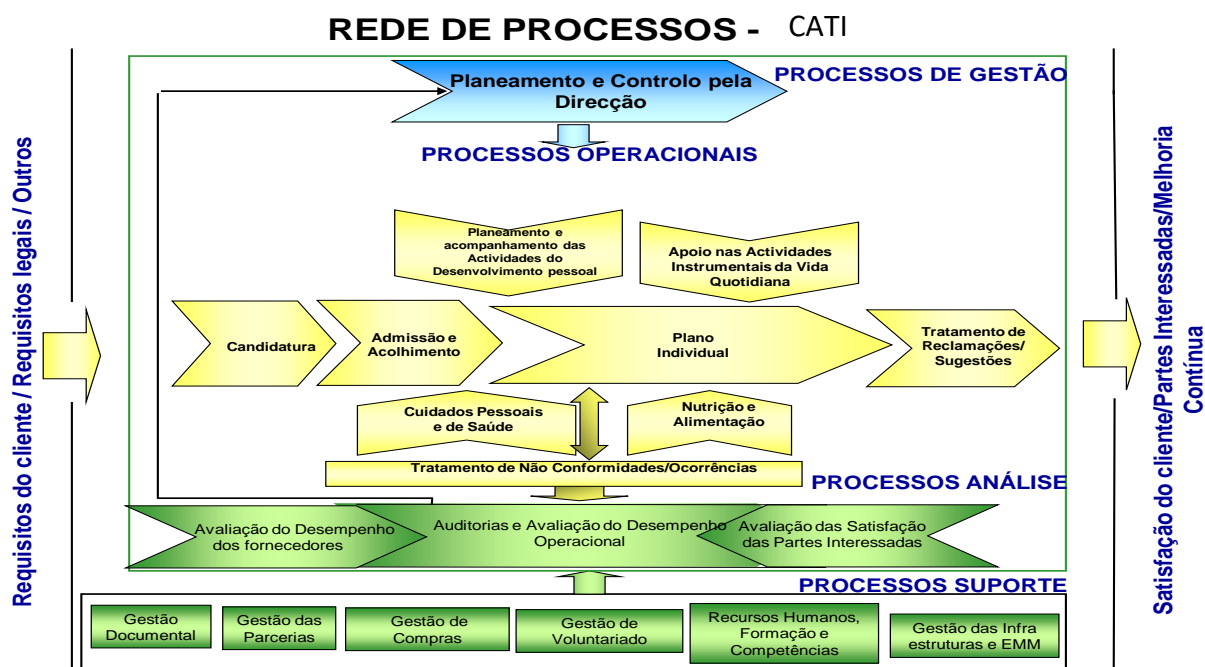 REDE DE PROCESSOS - CATI
Requisitos do cliente / Requisitos legais / Outros
PROCESSOS DE GESTÃO
Planeamento e Controlo pela
Direcção
PROCESSOS OPERACIONAIS
Planeamento e
acompanhamento das
Actividades do
Desenvolvimento pessoal
Apoio nas Actividades
Instrumentais da Vida
Quotidiana
Candidatura
Admissão e
Acolhimento
Plano
Individual
Tratamento de
Reclamações/
Sugestões
Cuidados Pessoais
e de Saúde
Nutrição e
Alimentação
Tratamento de Não Conformidades/Ocorrências
PROCESSOS ANÁLISE
Avaliação do Desempenho
dos fornecedores
Auditorias e Avaliação do Desempenho
Operacional
Avaliação das Satisfação
das Partes Interessadas
PROCESSOS SUPORTE
Gestão
Documental
Gestão das
Parcerias
Gestão de
Compras
Gestão de
Voluntariado
Recursos Humanos,
Formação e
Competências
Gestão das Infra
estruturas e EMM
Satisfação do cliente/Partes Interessadas/Melhoria
Contínua